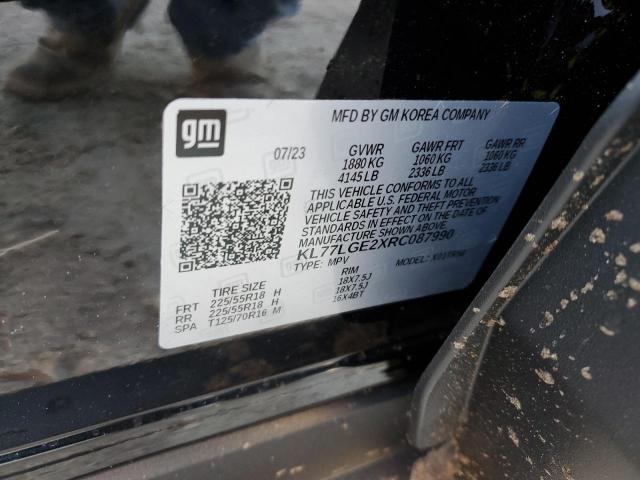 gm
MFD BY GM KOREA COMPANY
07/23 GVWR GAWR FRT GAWR RR
1880 KG 1060 KG 1060 KG
4145 LB 2336 LB 2336 LB
THIS VEHICLE CONFORMS TO ALL
APPLICABLE U.S. FEDERAL MOTOR
VEHICLE SAFETY AND THEFT PREVENTION
STANDARDS IN EFFECT ON THE DATE OF
MANUFACTURE SHOWN ABOVE.
KL77LGE2XRC087990
TYPE: MPV MODEL:
TIRE SIZE RIM
FRT 225/55R18 H 18X7.5J
RR 225/55R18 H 18X7.5J
SPA T125/70R16 M 16X4BT